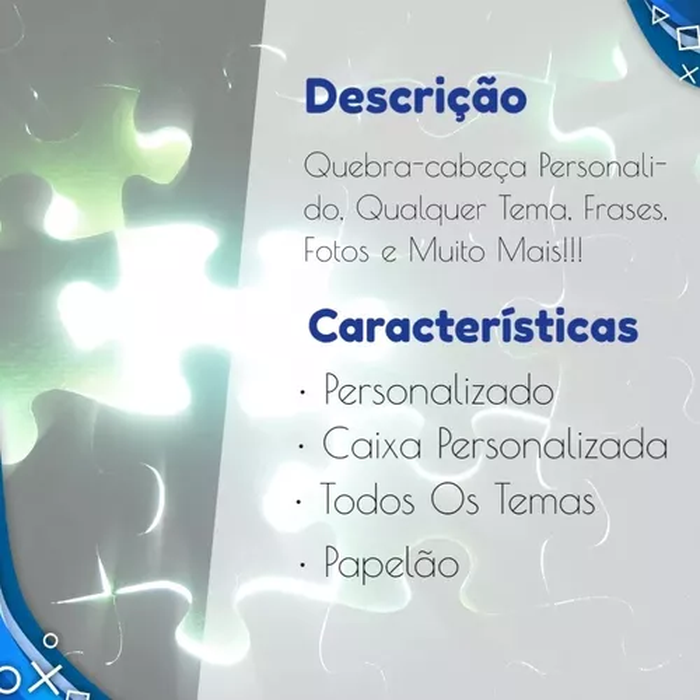 Descrição
Quebra-cabeça Personali-
do, Qualquer Tema, Frases,
Fotos e Muito Mais!!!
Características
· Personalizado
· Caixa Personalizada
· Todos Os Temas
· Papelão